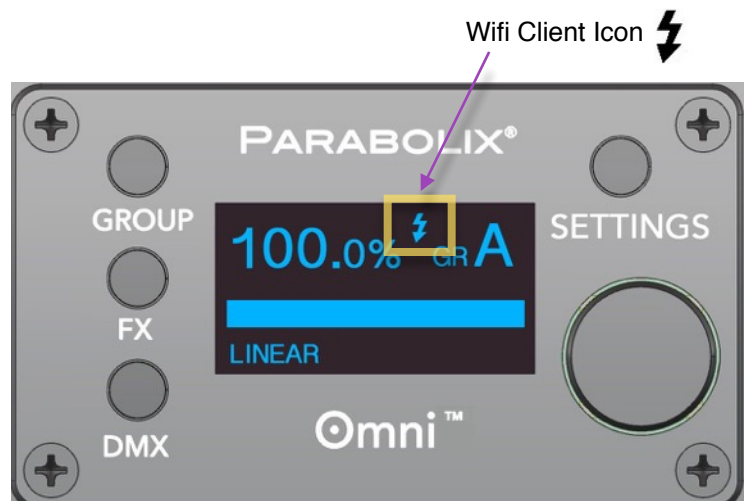 Wifi Client Icon
PARABOLIX®
GROUP
SETTINGS
100.0% GR A
FX
LINEAR
DMX
Omni™